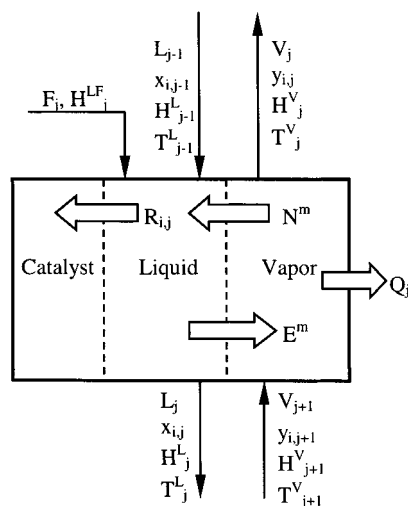 L_{j-1}
x_{i,j-1}
H^L_{j-1}
T^L_{j-1}
V_j
y_{i,j}
H^V_j
T^V_j
F_j, H^{LF}_j
R_{i,j}
N^m
Catalyst
Liquid
Vapor
Q_j
E^m
L_j
x_{i,j}
H^L_j
T^L_j
V_{j+1}
y_{i,j+1}
H^V_{j+1}
T^V_{j+1}